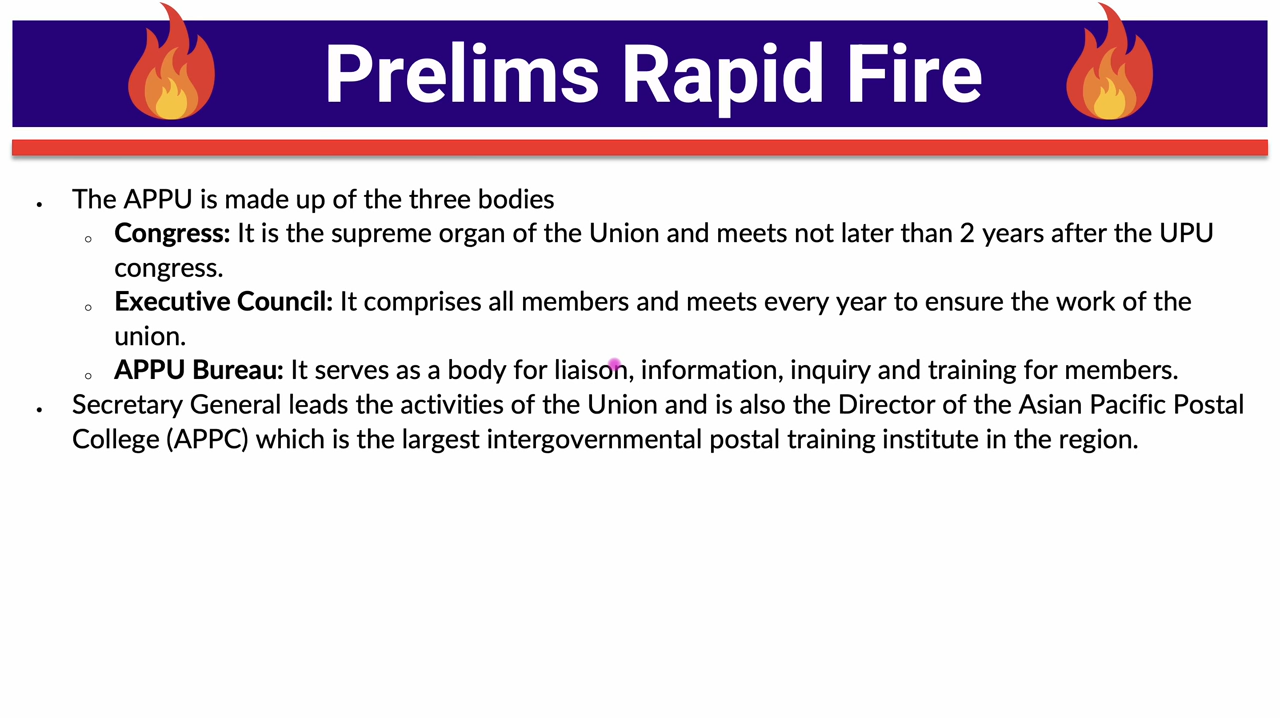 Prelims Rapid Fire
• The APPU is made up of the three bodies
○ Congress: It is the supreme organ of the Union and meets not later than 2 years after the UPU
congress.
○ Executive Council: It comprises all members and meets every year to ensure the work of the
union.
○ APPU Bureau: It serves as a body for liaison, information, inquiry and training for members.
• Secretary General leads the activities of the Union and is also the Director of the Asian Pacific Postal
College (APPC) which is the largest intergovernmental postal training institute in the region.